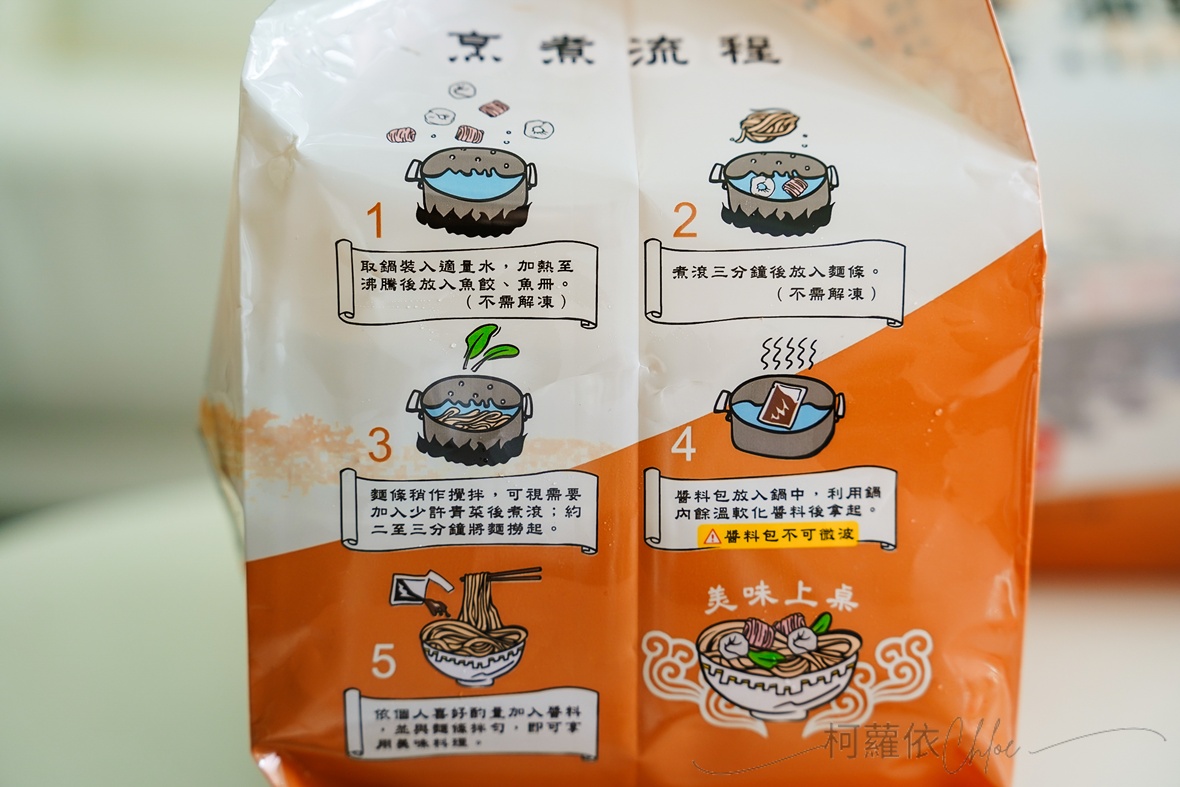 烹煮流程
1
取鍋裝入適量水，加熱至
沸騰後放入魚餃、魚冊。
（不需解凍）
2
煮滾三分鐘後放入麵條。
（不需解凍）
3
麵條稍作攪拌，可視需要
加入少許青菜後煮滾；約
二至三分鐘將麵撈起。
4
醬料包放入鍋中，利用鍋
內餘溫軟化醬料後拿起。
醬料包不可微波
5
依個人喜好酌量加入醬料
，並與麵條拌勻，即可享
用美味料理。
美味上桌
柯蘿依Chloe